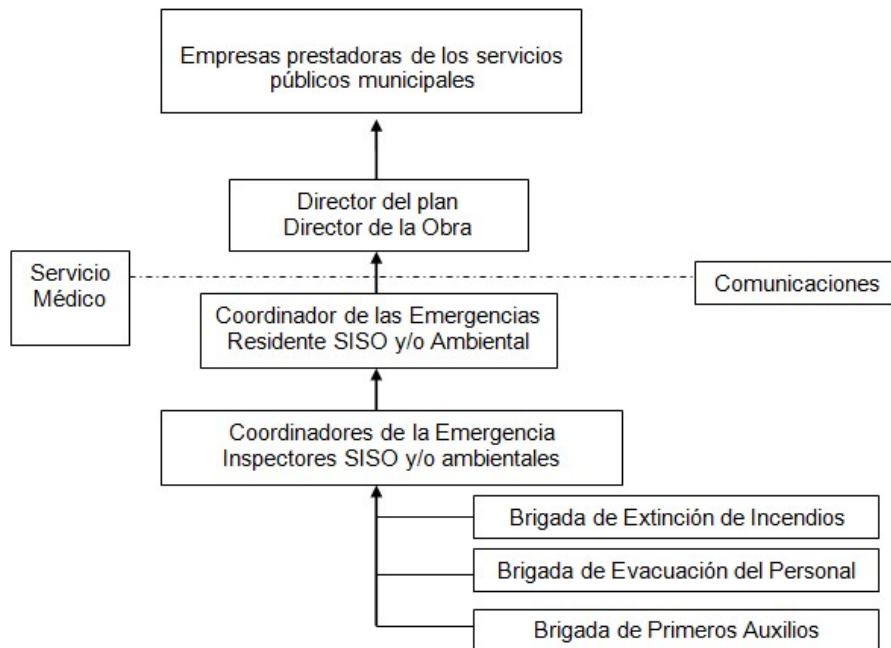 Empresas prestadoras de los servicios
públicos municipales
Director del plan
Director de la Obra
Servicio
Médico
Comunicaciones
Coordinador de las Emergencias
Residente SISO y/o Ambiental
Coordinadores de la Emergencia
Inspectores SISO y/o ambientales
Brigada de Extinción de Incendios
Brigada de Evacuación del Personal
Brigada de Primeros Auxilios